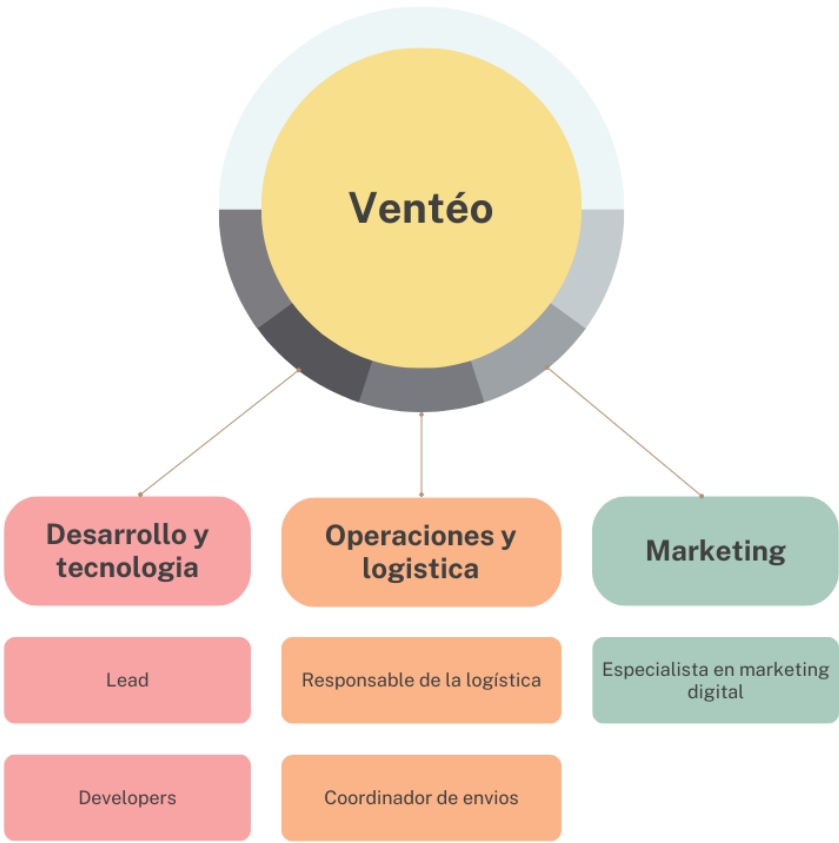 Ventéo
Desarrollo y
tecnologia
Operaciones y
logistica
Marketing
Lead
Responsable de la logística
Especialista en marketing
digital
Developers
Coordinador de envios